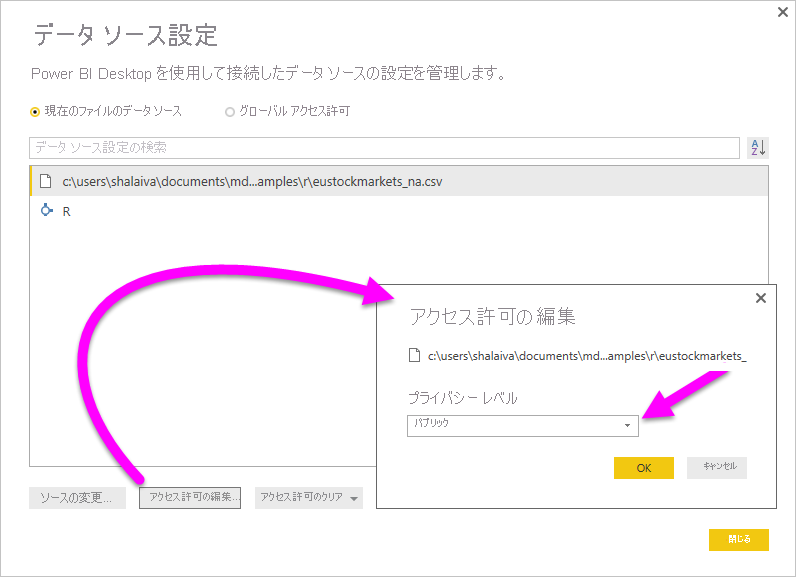 データ ソース設定
Power BI Desktop を使用して接続したデータ ソースの設定を管理します。
現在のファイルのデータ ソース
グローバル アクセス許可
データ ソース設定の検索
c:\users\shalaiva\documents\md...amples\r\eustockmarkets_na.csv
R
アクセス許可の編集
c:\users\shalaiva\documents\md...amples\r\eustockmarkets_
プライバシー レベル
パブリック
OK
キャンセル
ソースの変更...
アクセス許可の編集...
アクセス許可のクリア
閉じる